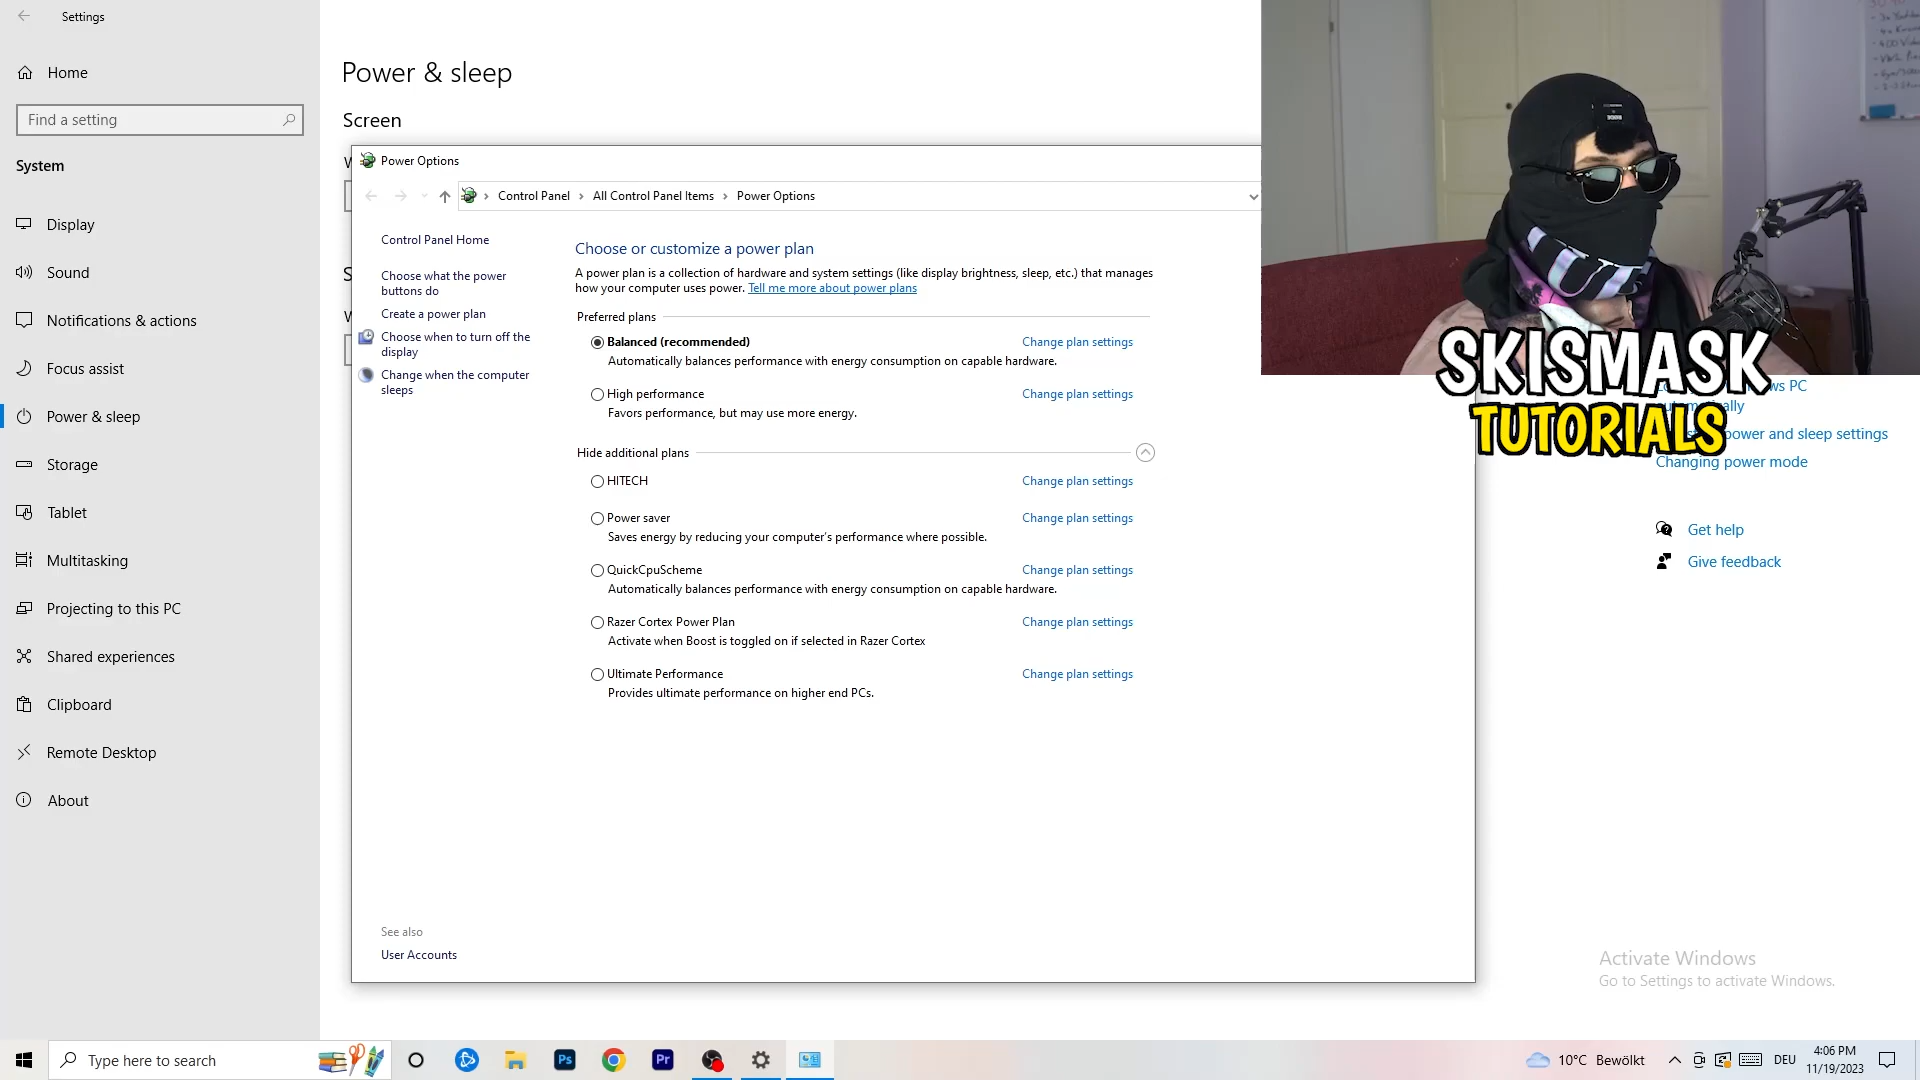 Settings
Home
Find a setting
System
Display
Sound
Notifications & actions
Focus assist
Power & sleep
Storage
Tablet
Multitasking
Projecting to this PC
Shared experiences
Clipboard
Remote Desktop
About
Power & sleep
Screen
Power Options
Control Panel
All Control Panel Items
Power Options
Control Panel Home
Choose what the power
buttons do
Create a power plan
Choose when to turn off the
display
Change when the computer
sleeps
See also
User Accounts
Choose or customize a power plan
A power plan is a collection of hardware and system settings (like display brightness, sleep, etc.) that manages
how your computer uses power. Tell me more about power plans
Preferred plans
Balanced (recommended) Change plan settings
Automatically balances performance with energy consumption on capable hardware.
High performance Change plan settings
Favors performance, but may use more energy.
Hide additional plans
HITECH Change plan settings
Power saver Change plan settings
Saves energy by reducing your computer's performance where possible.
QuickCpuScheme Change plan settings
Automatically balances performance with energy consumption on capable hardware.
Razer Cortex Power Plan Change plan settings
Activate when Boost is toggled on if selected in Razer Cortex
Ultimate Performance Change plan settings
Provides ultimate performance on higher end PCs.
SKISMASK
TUTORIALS
PC
power and sleep settings
Changing power mode
Get help
Give feedback
Activate Windows
Go to Settings to activate Windows.
Type here to search
Ps
Pr
10°C Bewölkt
DEU
4:06 PM
11/19/2023